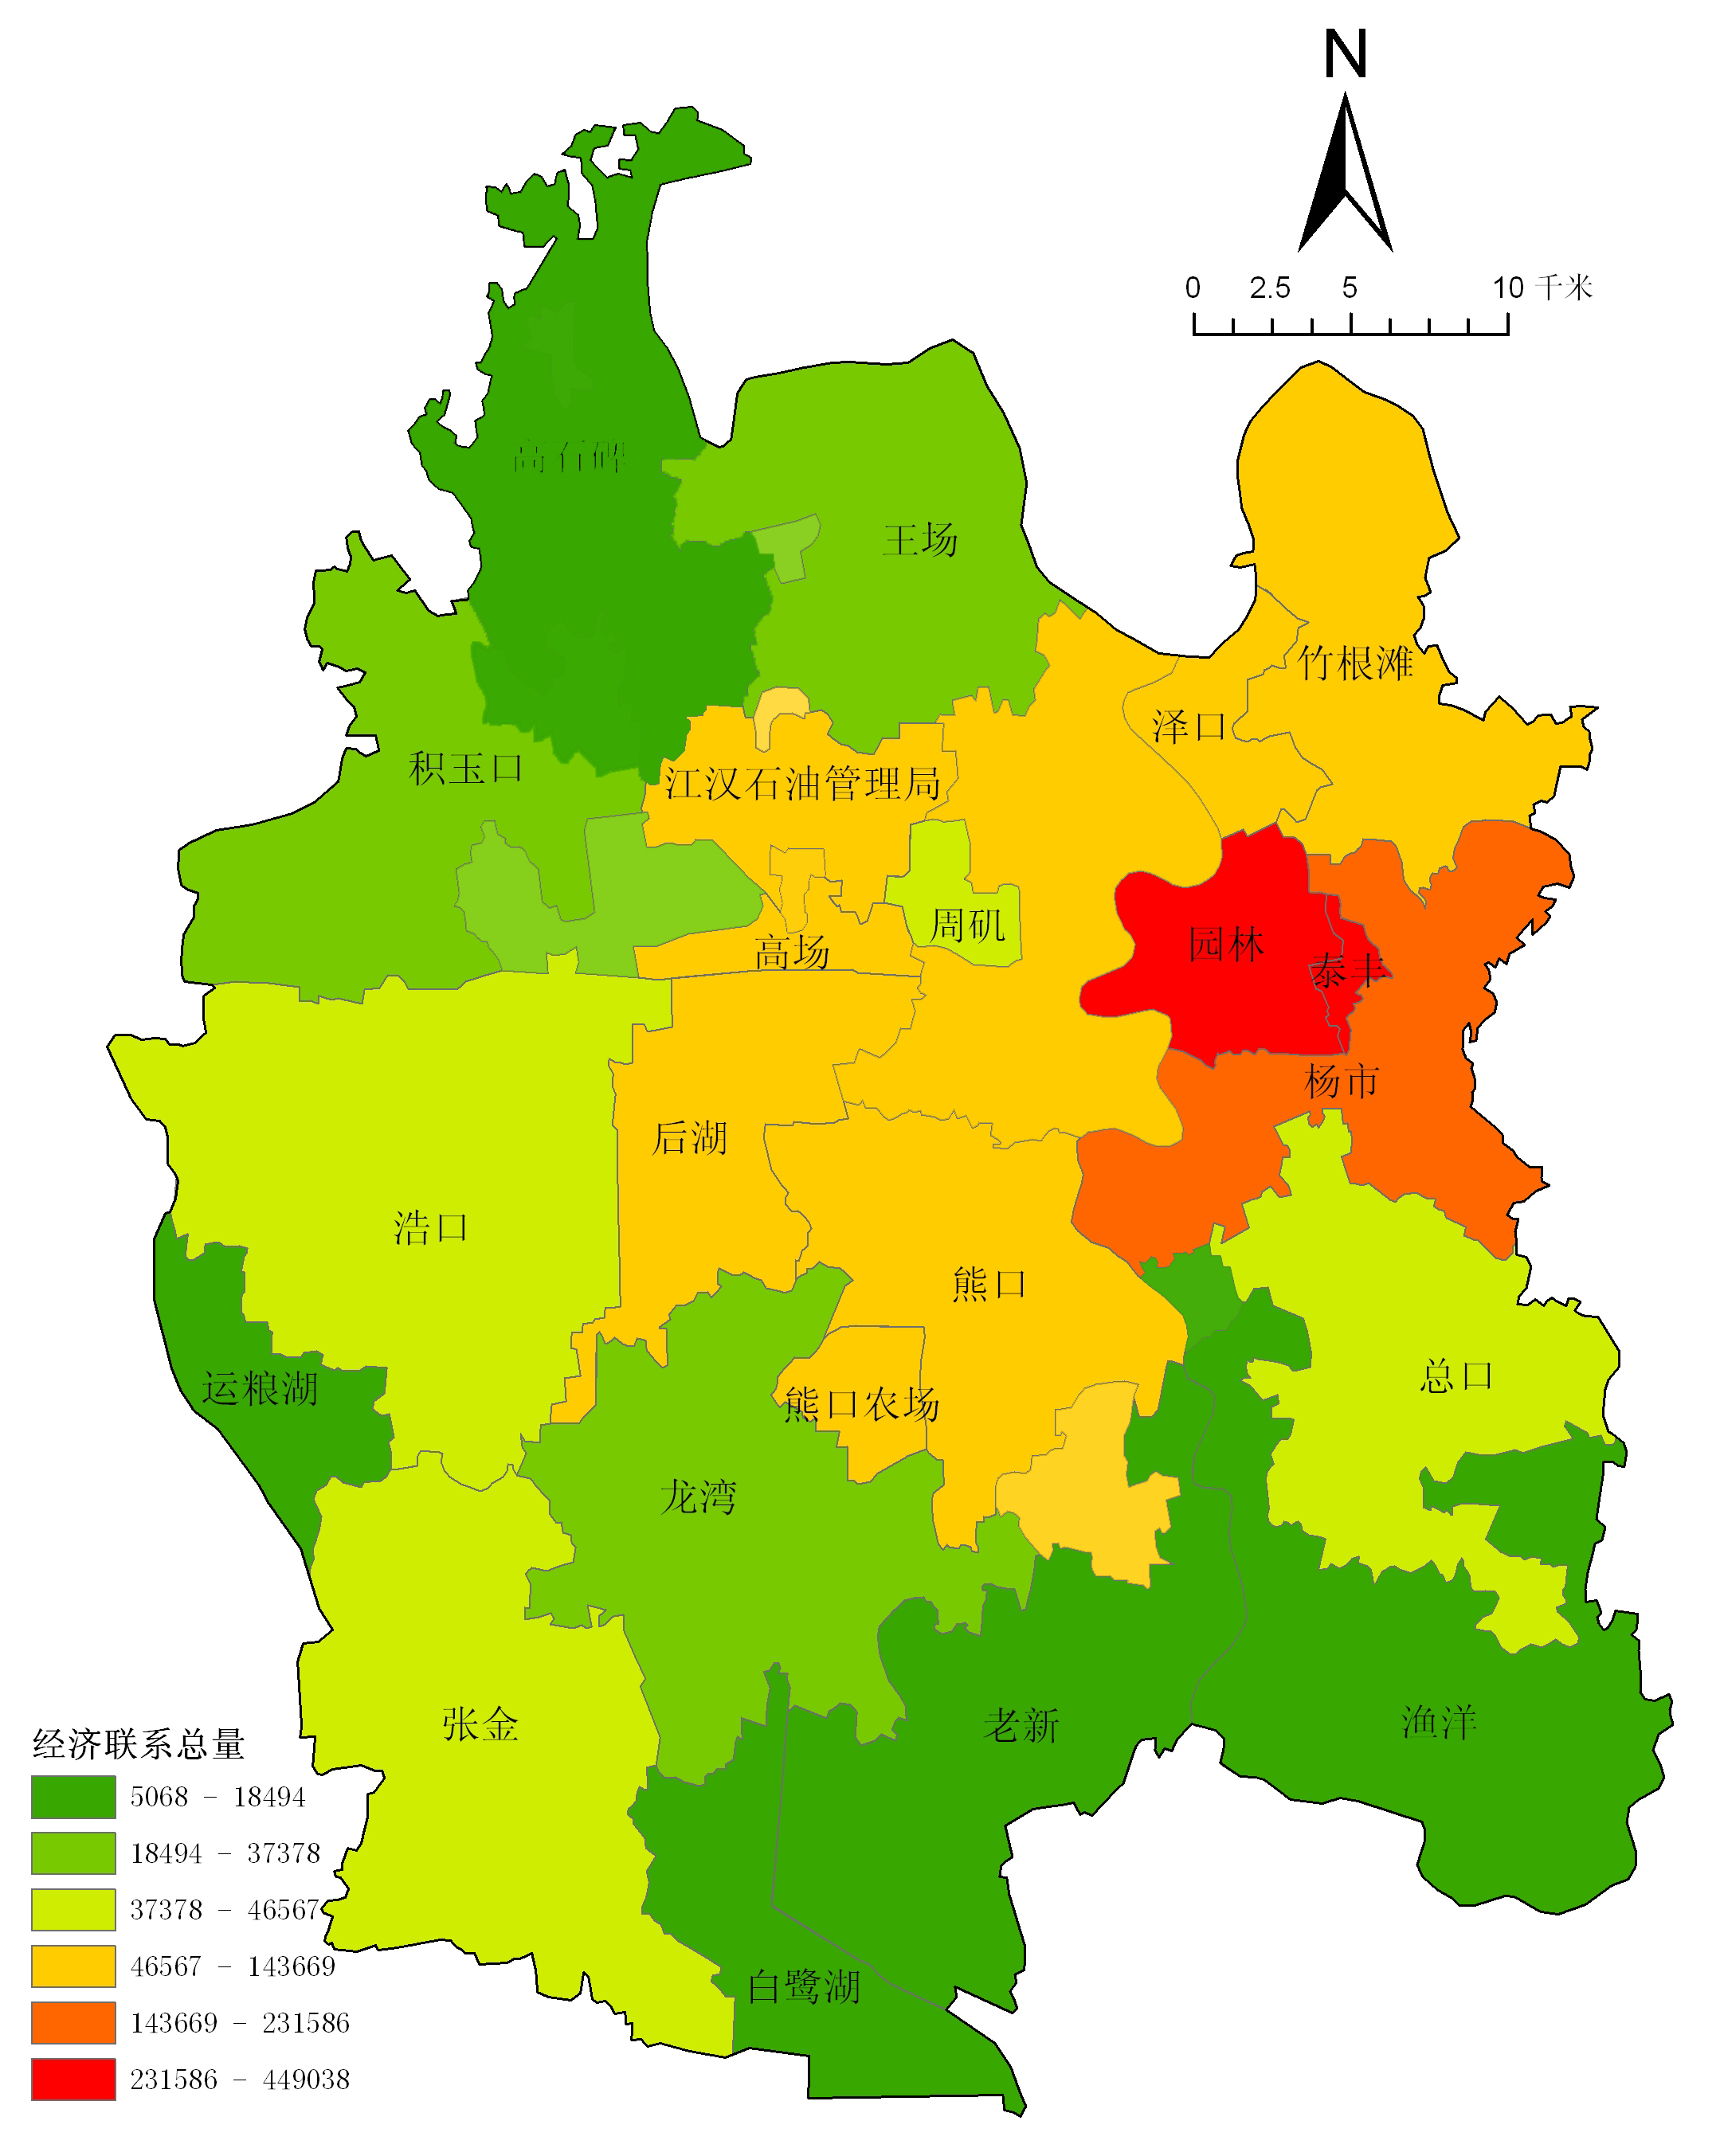 N
0 2.5 5 10 千米
高石碑
王场
竹根滩
泽口
积玉口
江汉石油管理局
周矶
园林
高场
泰丰
杨市
后湖
浩口
熊口
总口
运粮湖
熊口农场
龙湾
张金
老新
渔洋
白鹭湖
经济联系总量
5068 - 18494
18494 - 37378
37378 - 46567
46567 - 143669
143669 - 231586
231586 - 449038